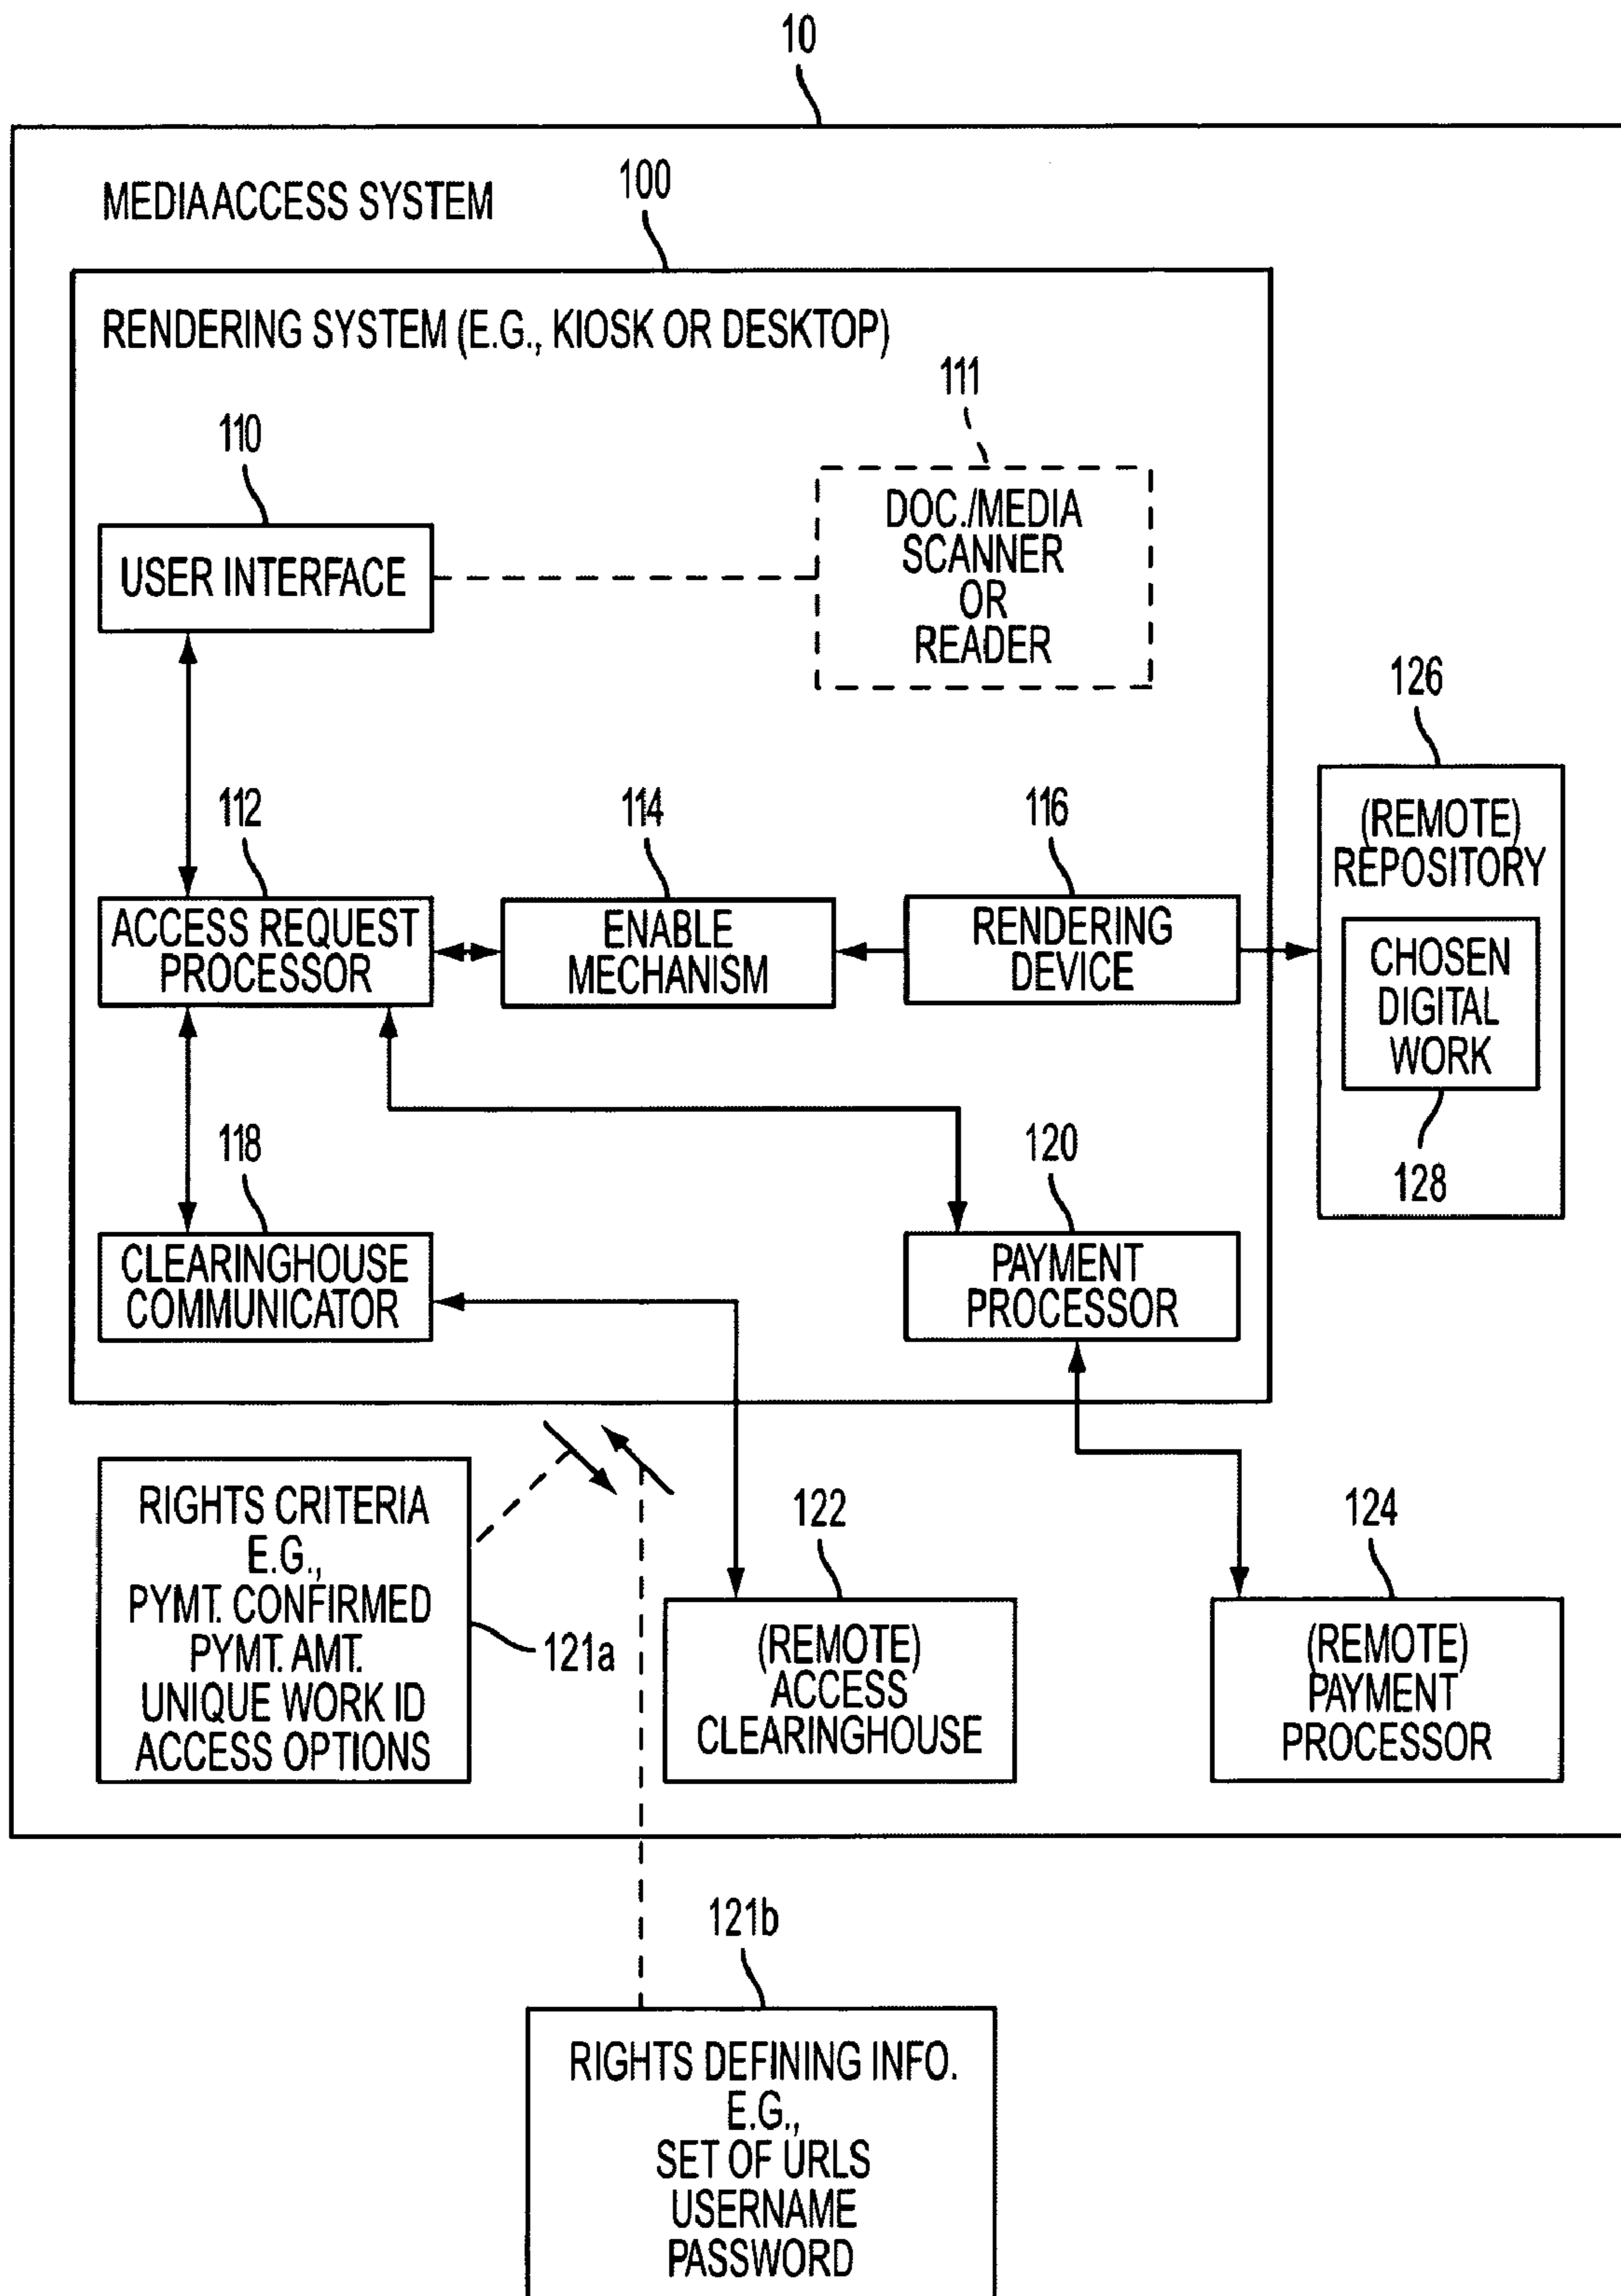 10
MEDIA ACCESS SYSTEM
100
RENDERING SYSTEM (E.G., KIOSK OR DESKTOP)
111
110
DOC./MEDIA
SCANNER
OR
READER
USER INTERFACE
126
112
114
116
(REMOTE)
REPOSITORY
ACCESS REQUEST
PROCESSOR
ENABLE
MECHANISM
RENDERING
DEVICE
CHOSEN
DIGITAL
WORK
118
120
128
CLEARINGHOUSE
COMMUNICATOR
PAYMENT
PROCESSOR
RIGHTS CRITERIA
E.G.,
PYMT. CONFIRMED
PYMT. AMT.
UNIQUE WORK ID
ACCESS OPTIONS
121a
122
(REMOTE)
ACCESS
CLEARINGHOUSE
124
(REMOTE)
PAYMENT
PROCESSOR
121b
RIGHTS DEFINING INFO.
E.G.,
SET OF URLS
USERNAME
PASSWORD